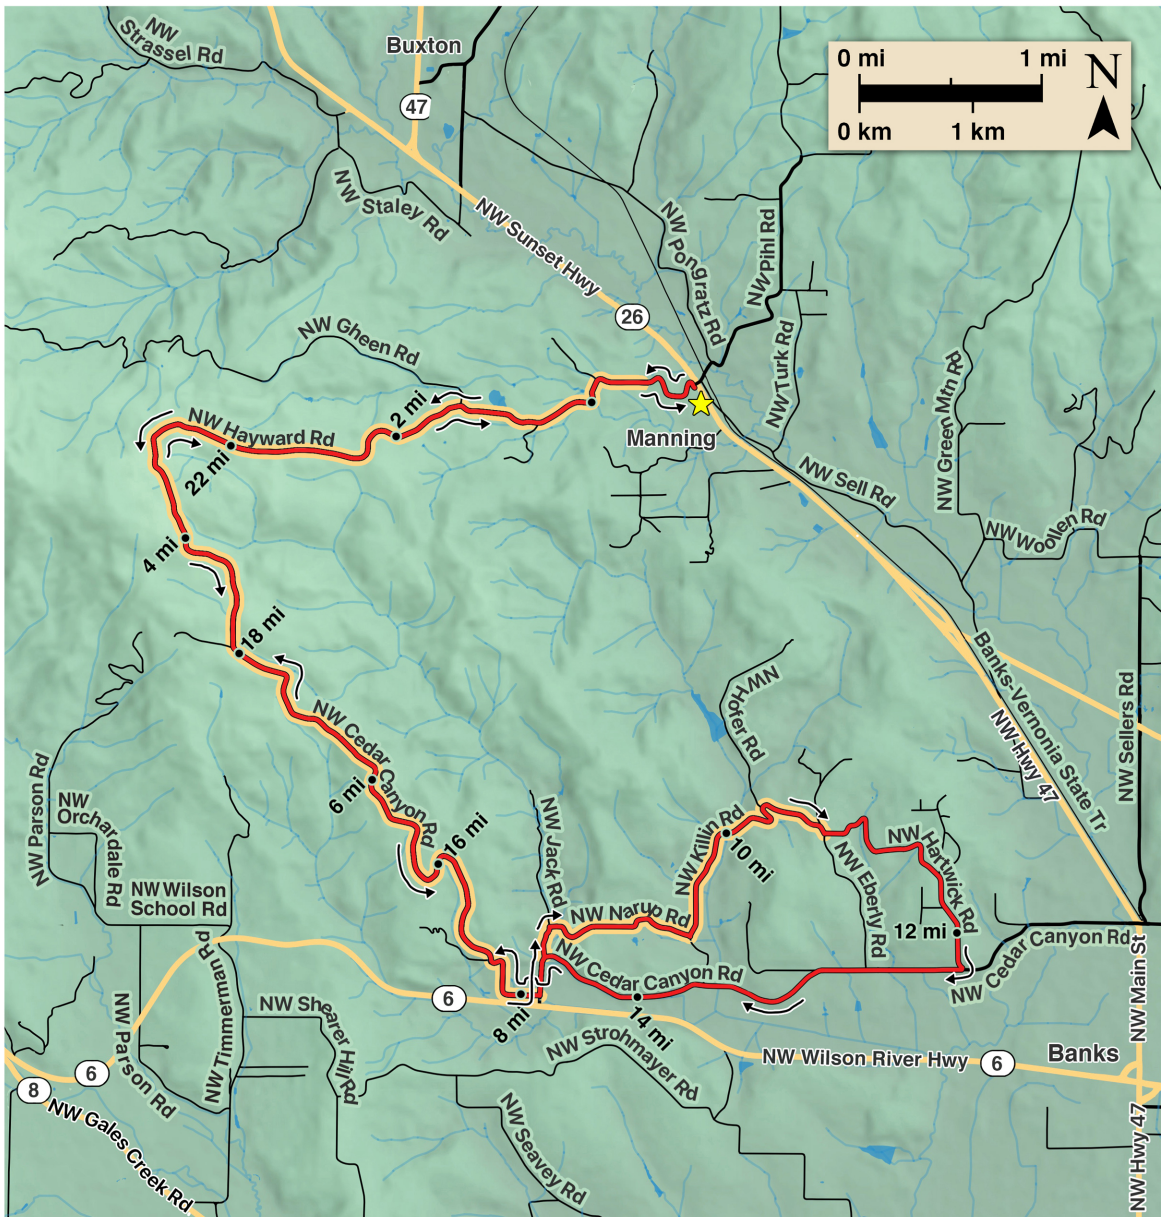 NW
Strassel Rd
Buxton
47
0 mi
1 mi
N
0 km
1 km
NW Staley Rd
NW Sunset Hwy
NW Pongratz Rd
NW Pihl Rd
26
NW Gheen Rd
NW Turk Rd
NW Green Mtn Rd
2 mi
NW Hayward Rd
Manning
22 mi
NW Sell Rd
NW Woollen Rd
4 mi
18 mi
Banks-Vernonia State Tr
NW Hofer Rd
NW Cedar
Canyon Rd
NW Hwy 47
NW Sellers Rd
NW Parson Rd
NW
Orchardale Rd
6 mi
16 mi
NW Jack Rd
NW Killin Rd
10 mi
NW Hartwick Rd
NW Eberly Rd
NW Wilson
School Rd
NW Narup Rd
12 mi
NW Cedar Canyon Rd
NW Timmerman Rd
NW Cedar Canyon Rd
NW Main St
6
8 mi
14 mi
NW Shearer Hill Rd
NW Parson Rd
NW Strohmayer Rd
NW Wilson River Hwy
6
Banks
6
8
NW Gales Creek Rd
NW Seavey Rd
NW Hwy 47